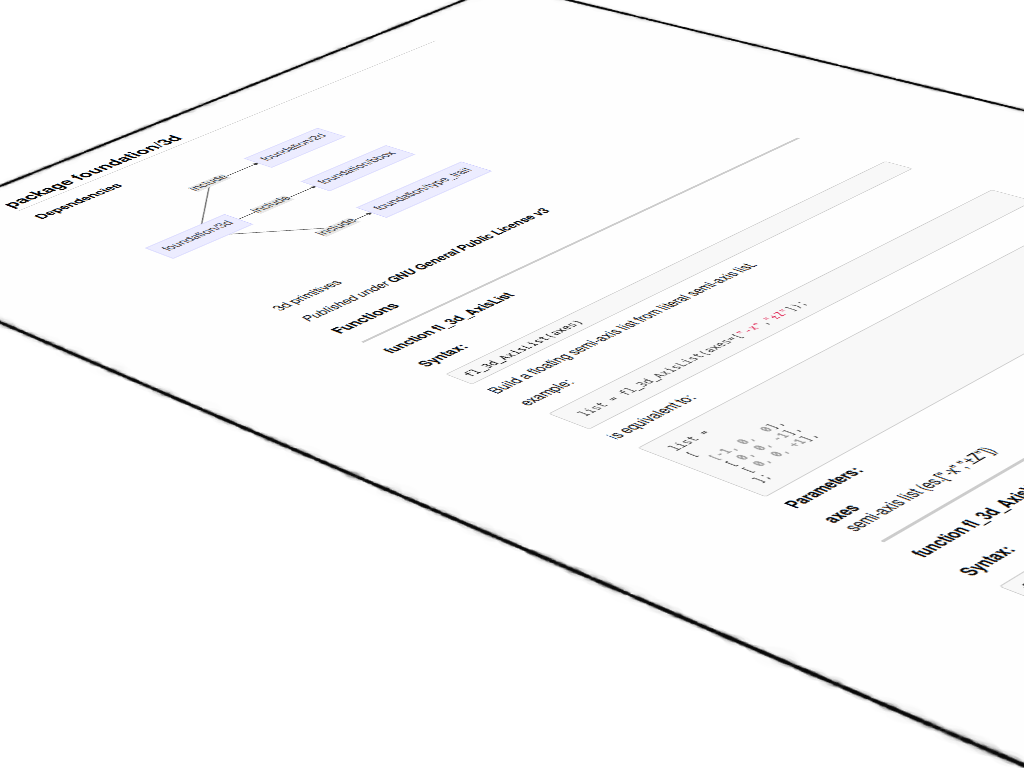 package foundation/3d
Dependencies
include
foundation/2d
include
foundation/bbox
include
foundation/type_trait
foundation/3d
3d primitives
Published under GNU General Public License v3
Functions
function fl_3d_AxisList
Syntax:
fl_3d_AxisList(axes)
Build a floating semi-axis list from literal semi-axis list.
example:
list = fl_3d_AxisList(axes=["-x","±Z"]);
is equivalent to:
list =
[ [-1, 0, 0],
[ 0, 0, -1],
[ 0, 0, +1],
];
Parameters:
axes
semi-axis list (es.["-x","±Z"])
Syntax: